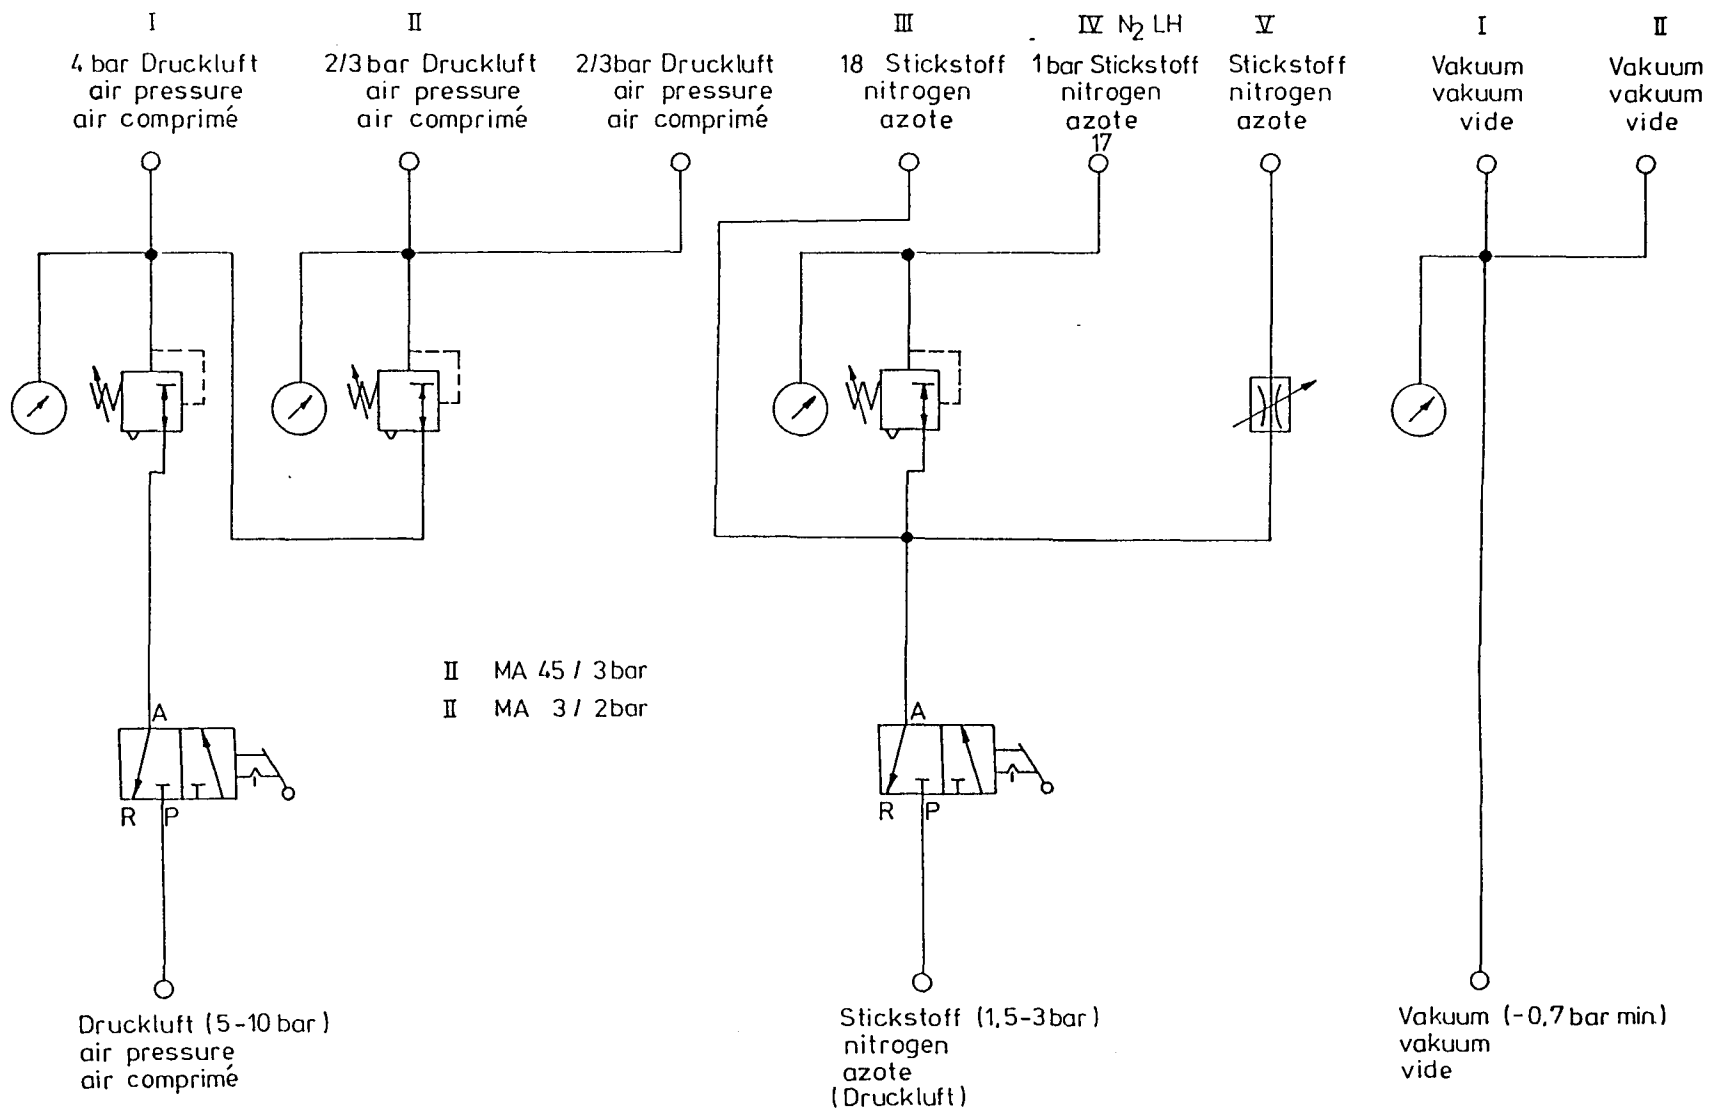 I
4 bar Druckluft
air pressure
air comprimé
II
2/3 bar Druckluft
air pressure
air comprimé
2/3bar Druckluft
air pressure
air comprimé
III
18 Stickstoff
nitrogen
azote
IV N2 LH
1bar Stickstoff
nitrogen
azote
17
V
Stickstoff
nitrogen
azote
I
Vakuum
vakuum
vide
II
Vakuum
vakuum
vide
II MA 45 / 3bar
II MA 3 / 2bar
A
R P
A
R P
Druckluft (5-10 bar)
air pressure
air comprimé
Stickstoff (1,5-3bar)
nitrogen
azote
(Druckluft)
Vakuum (-0,7 bar min.)
vakuum
vide